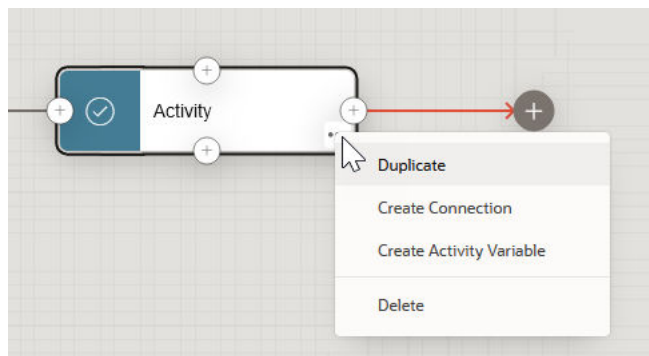 Activity
Duplicate
Create Connection
Create Activity Variable
Delete